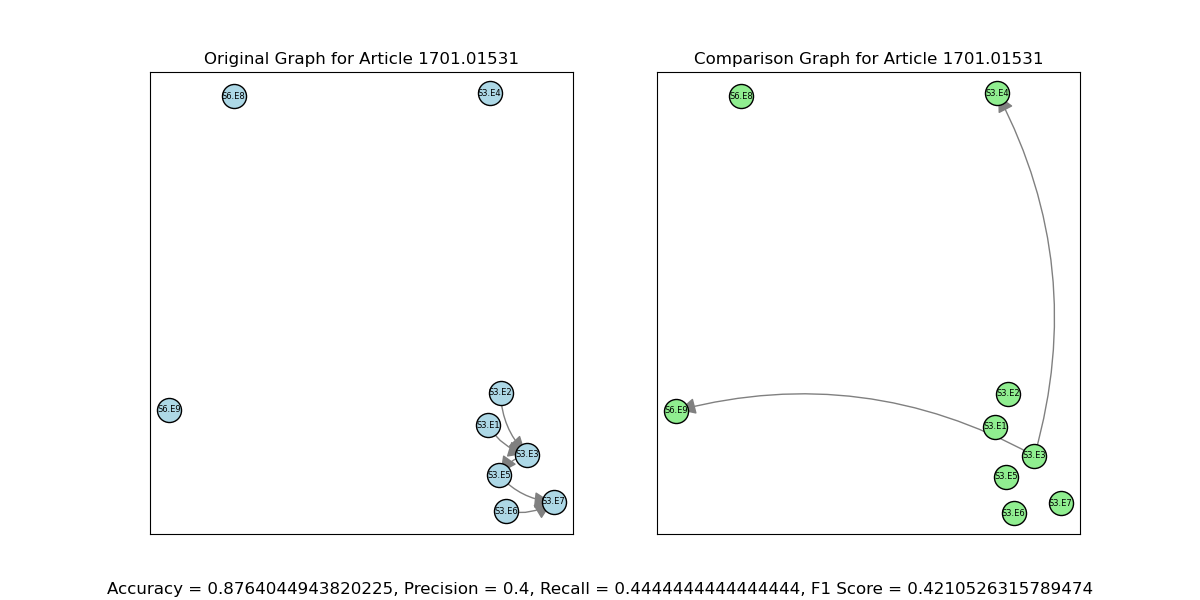 Original Graph for Article 1701.01531
Comparison Graph for Article 1701.01531
S6.E8
S3.E4
S6.E8
S3.E4
S3.E2
S6.E9
S3.E1
S3.E3
S3.E5
S3.E7
S3.E6
S3.E2
S6.E9
S3.E1
S3.E3
S3.E5
S3.E7
S3.E6
Accuracy = 0.8764044943820225, Precision = 0.4, Recall = 0.4444444444444444, F1 Score = 0.4210526315789474